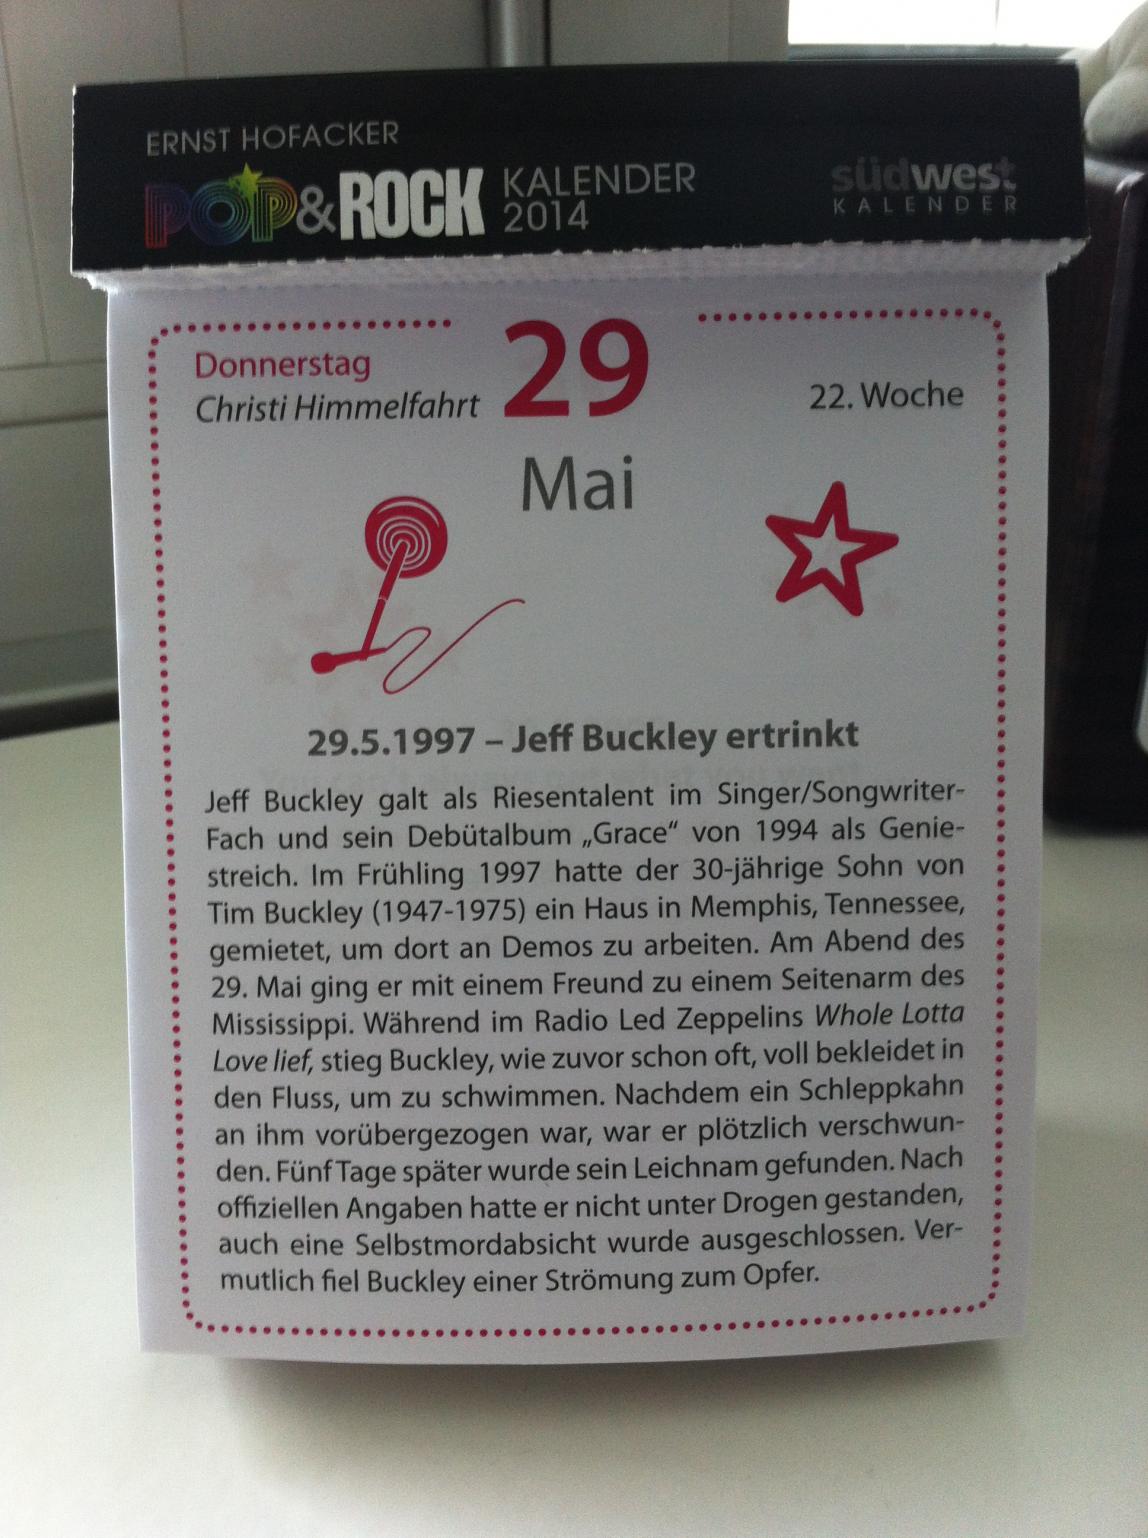 ERNST HOFACKER
POP&ROCK KALENDER 2014
südwest
KALENDER
Donnerstag
Christi Himmelfahrt
29
Mai
22. Woche
29.5.1997 – Jeff Buckley ertrinkt
Jeff Buckley galt als Riesentalent im Singer/Songwriter-
Fach und sein Debütalbum „Grace“ von 1994 als Genie-
streich. Im Frühling 1997 hatte der 30-jährige Sohn von
Tim Buckley (1947-1975) ein Haus in Memphis, Tennessee,
gemietet, um dort an Demos zu arbeiten. Am Abend des
29. Mai ging er mit einem Freund zu einem Seitenarm des
Mississippi. Während im Radio Led Zeppelins Whole Lotta
Love lief, stieg Buckley, wie zuvor schon oft, voll bekleidet in
den Fluss, um zu schwimmen. Nachdem ein Schleppkahn
an ihm vorübergezogen war, war er plötzlich verschwun-
den. Fünf Tage später wurde sein Leichnam gefunden. Nach
offiziellen Angaben hatte er nicht unter Drogen gestanden,
auch eine Selbstmordabsicht wurde ausgeschlossen. Ver-
mutlich fiel Buckley einer Strömung zum Opfer.